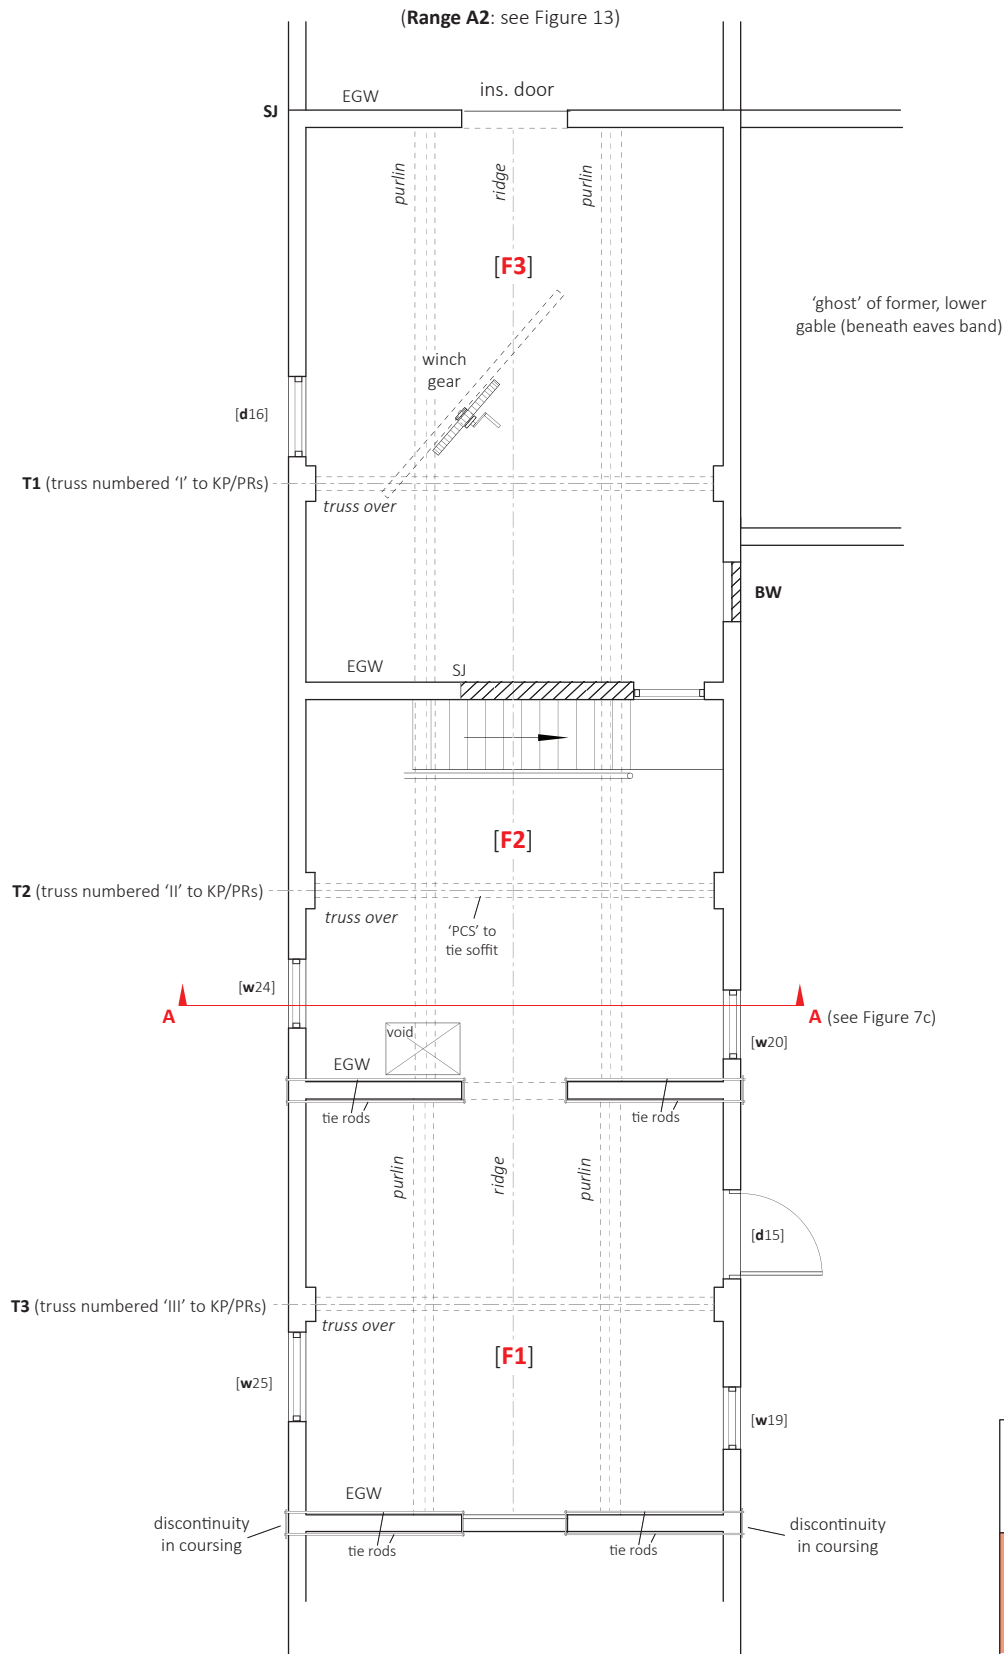 (Range A2: see Figure 13)
ins. door
EGW
SJ
purlin
ridge
purlin
[F3]
‘ghost’ of former, lower
gable (beneath eaves band)
winch
gear
[d16]
T1 (truss numbered ‘I’ to KP/PRs)
truss over
BW
EGW
SJ
[F2]
T2 (truss numbered ‘II’ to KP/PRs)
truss over
‘PCS’ to
tie soffit
[w24]
A
A (see Figure 7c)
void
[w20]
EGW
tie rods
tie rods
purlin
ridge
purlin
[d15]
T3 (truss numbered ‘III’ to KP/PRs)
truss over
[F1]
[w25]
[w19]
EGW
discontinuity
in coursing
tie rods
tie rods
discontinuity
in coursing